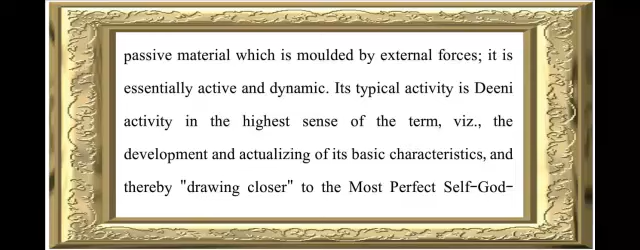 passive material which is moulded by external forces; it is
essentially active and dynamic. Its typical activity is Deeni
activity in the highest sense of the term, viz., the
development and actualizing of its basic characteristics, and
thereby "drawing closer" to the Most Perfect Self-God-